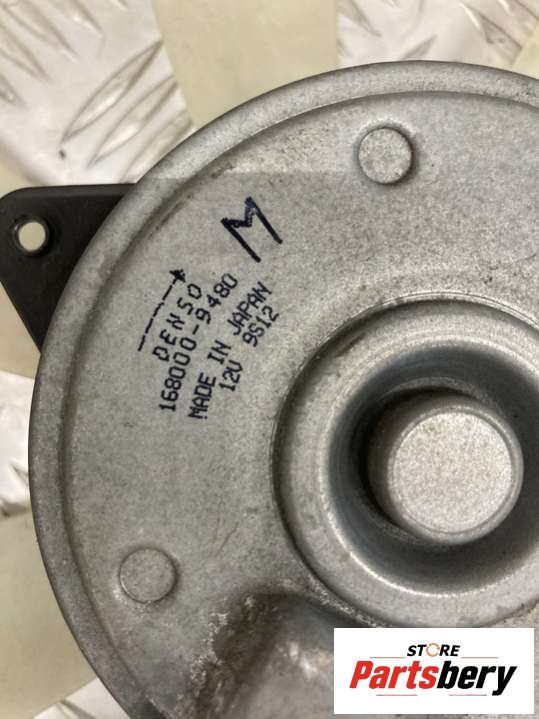 M
DENSO
168000-9480
MADE IN JAPAN
12V 9S12
STORE
Partsbery